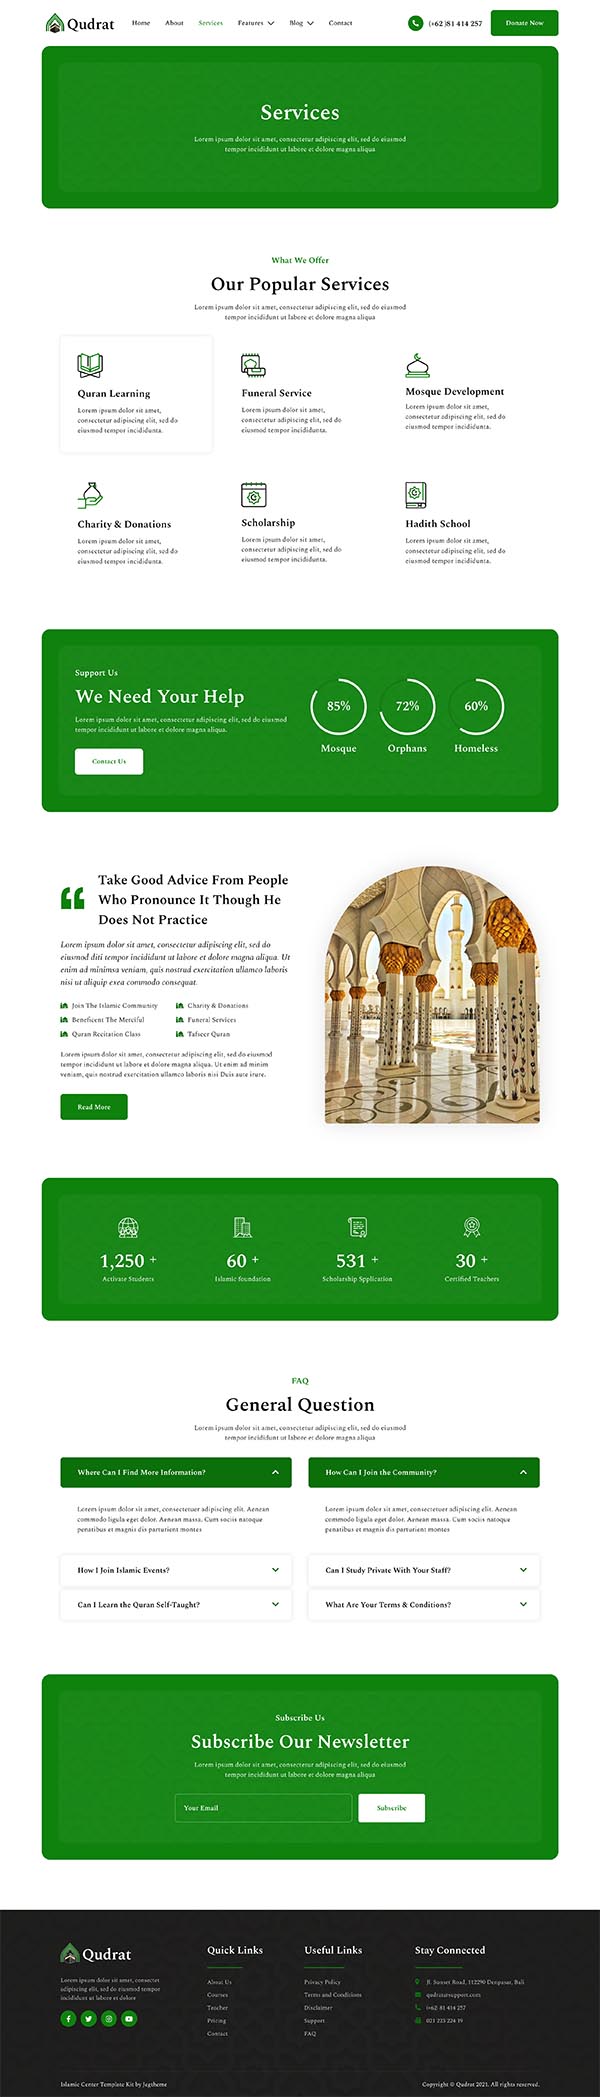 Qudrat
Home About Services Features Blog Contact
(+62 )81 414 257
Donate Now
Services
Lorem ipsum dolor sit amet, consectetur adipiscing elit, sed do eiusmod
tempor incididunt ut labore et dolore magna aliqua
What We Offer
Our Popular Services
Lorem ipsum dolor sit amet, consectetur adipiscing elit, sed do eiusmod
tempor incididunt ut labore et dolore magna aliqua
Quran Learning
Lorem ipsum dolor sit amet,
consectetur adipiscing elit, sed do
eiusmod tempor incididunta.
Funeral Service
Lorem ipsum dolor sit amet,
consectetur adipiscing elit, sed do
eiusmod tempor incididunta.
Mosque Development
Lorem ipsum dolor sit amet,
consectetur adipiscing elit, sed do
eiusmod tempor incididunta.
Charity & Donations
Lorem ipsum dolor sit amet,
consectetur adipiscing elit, sed do
eiusmod tempor incididunta.
Scholarship
Lorem ipsum dolor sit amet,
consectetur adipiscing elit, sed do
eiusmod tempor incididunta.
Hadith School
Lorem ipsum dolor sit amet,
consectetur adipiscing elit, sed do
eiusmod tempor incididunta.
Support Us
We Need Your Help
Lorem ipsum dolor sit amet, consectetur adipiscing elit, sed do eiusmod
tempor incididunt ut labore et dolore magna aliqua.
Contact Us
85%
Mosque
72%
Orphans
60%
Homeless
Take Good Advice From People
Who Pronounce It Though He
Does Not Practice
Lorem ipsum dolor sit amet, consectetur adipiscing elit, sed do
eiusmod diti tempor incididunt ut labore et dolore magna aliqua. Ut
enim ad minimsa veniam, quis nostrud exercitation ullamco laboris
nisi ut aliquip exea commodo consequat.
Join The Islamic Community
Charity & Donations
Beneficent The Merciful
Funeral Services
Quran Recitation Class
Tafseer Quran
Lorem ipsum dolor sit amet, consectetur adipiscing elit, sed do eiusmod
tempor incididunt ut labore et dolore magna aliqua. Ut enim ad minim
veniam, quis nostrud exercitation ullamco laboris nisi Duis aute irure.
Read More
1,250 +
Activate Students
60 +
Islamic foundation
531 +
Scholarship Spplication
30 +
Certified Teachers
FAQ
General Question
Lorem ipsum dolor sit amet, consectetur adipiscing elit, sed do eiusmod
tempor incididunt ut labore et dolore magna aliqua
Where Can I Find More Information?
Lorem ipsum dolor sit amet, consectetuer adipiscing elit. Aenean
commodo ligula eget dolor. Aenean massa. Cum sociis natoque
penatibus et magnis dis parturient montes
How I Join Islamic Events?
Can I Learn the Quran Self-Taught?
How Can I Join the Community?
Lorem ipsum dolor sit amet, consectetuer adipiscing elit. Aenean
commodo ligula eget dolor. Aenean massa. Cum sociis natoque
penatibus et magnis dis parturient montes
Can I Study Private With Your Staff?
What Are Your Terms & Conditions?
Subscribe Us
Subscribe Our Newsletter
Lorem ipsum dolor sit amet, consectetur adipiscing elit, sed do eiusmod
tempor incididunt ut labore et dolore magna aliqua
Your Email
Subscribe
Qudrat
Lorem ipsum dolor sit amet, consectet
adipiscing elit, sed do eiusmod tempor
incididunt ut labore et dolore
Quick Links
About Us
Courses
Teacher
Pricing
Contact
Useful Links
Privacy Policy
Terms and Conditions
Disclaimer
Support
FAQ
Stay Connected
Jl. Sunset Road, 112290 Denpasar, Bali
(+62) 81 414 257
021 223 224 19
Islamic Center Template Kit by Jegtheme
Copyright © Qudrat 2021. All rights reserved.